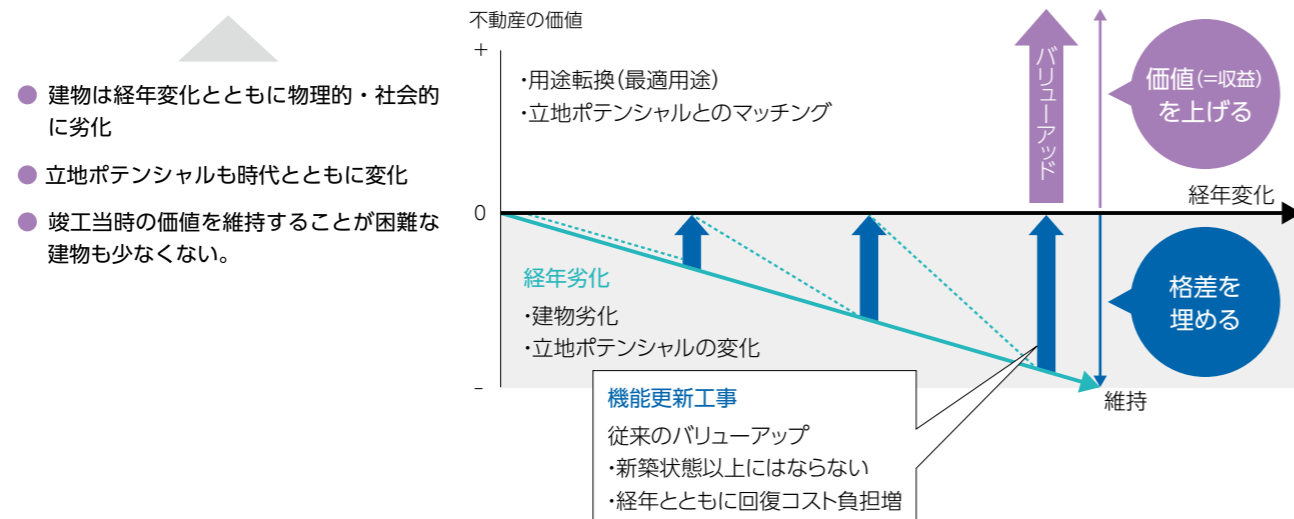 ● 建物は経年変化とともに物理的・社会的
に劣化
● 立地ポテンシャルも時代とともに変化
● 竣工当時の価値を維持することが困難な
建物も少なくない。
不動産の価値
+
・用途転換(最適用途)
・立地ポテンシャルとのマッチング
バリューアッド
価値(=収益)
を上げる
経年変化
0
経年劣化
・建物劣化
・立地ポテンシャルの変化
格差を
埋める
-
維持
機能更新工事
従来のバリューアップ
・新築状態以上にはならない
・経年とともに回復コスト負担増